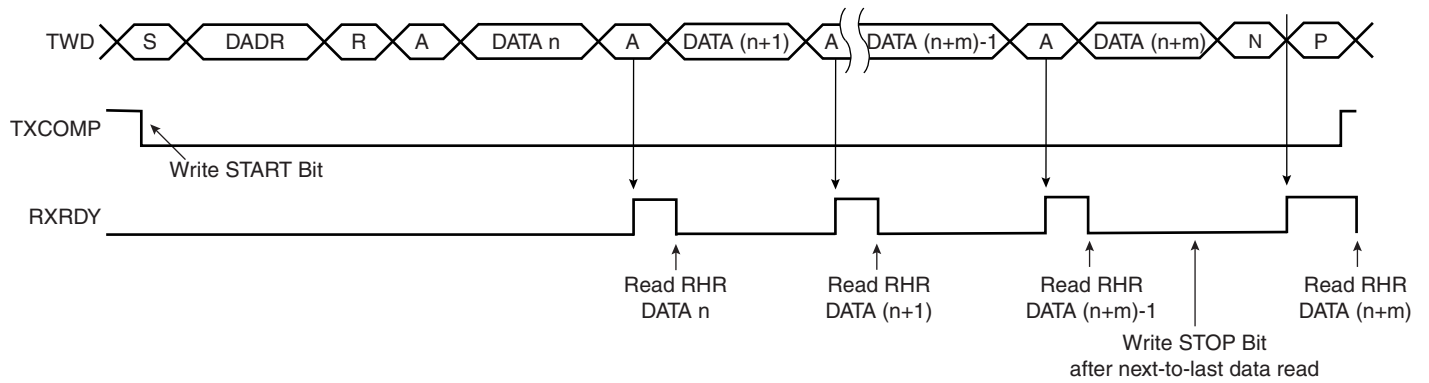 TWD S DADR R A DATA n A DATA (n+1) A DATA (n+m)-1 A DATA (n+m) N P
TXCOMP
Write START Bit
RXRDY
Read RHR Read RHR Read RHR Read RHR
DATA n DATA (n+1) DATA (n+m)-1 DATA (n+m)
Write STOP Bit
after next-to-last data read